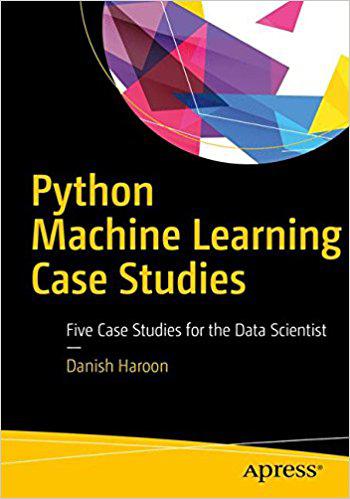 Python
Machine Learning
Case Studies
Five Case Studies for the Data Scientist
—
Danish Haroon
Apress®